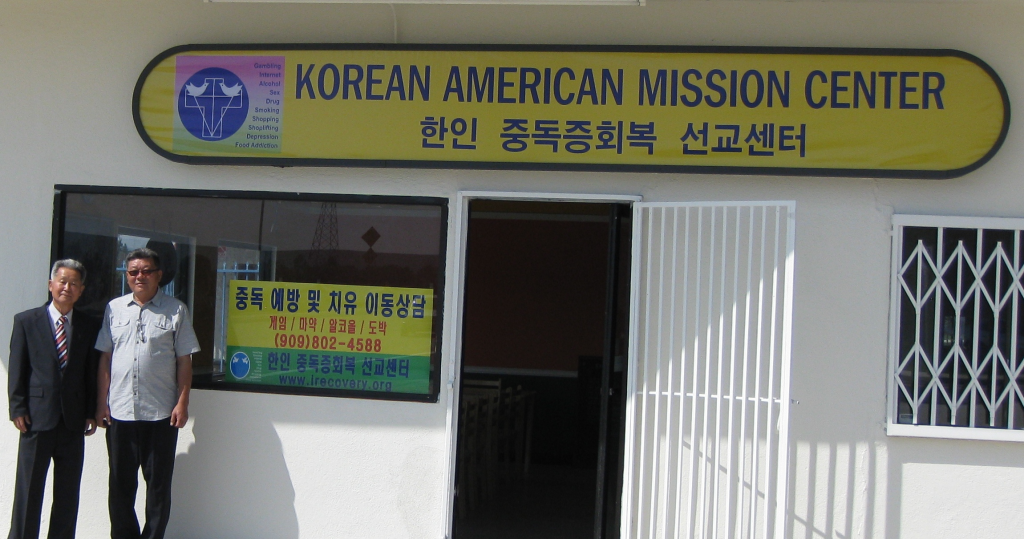 Gambling
Internet
Alcohol
Sex
Drug
Smoking
Shopping
Shoplifting
Depression
Food Addiction
KOREAN AMERICAN MISSION CENTER
한인 중독증회복 선교센터
중독 예방 및 치유 이동상담
게임 / 마약 / 알코올 / 도박
(909)802-4588
한인 중독증회복 선교센터
www.irecovery.org